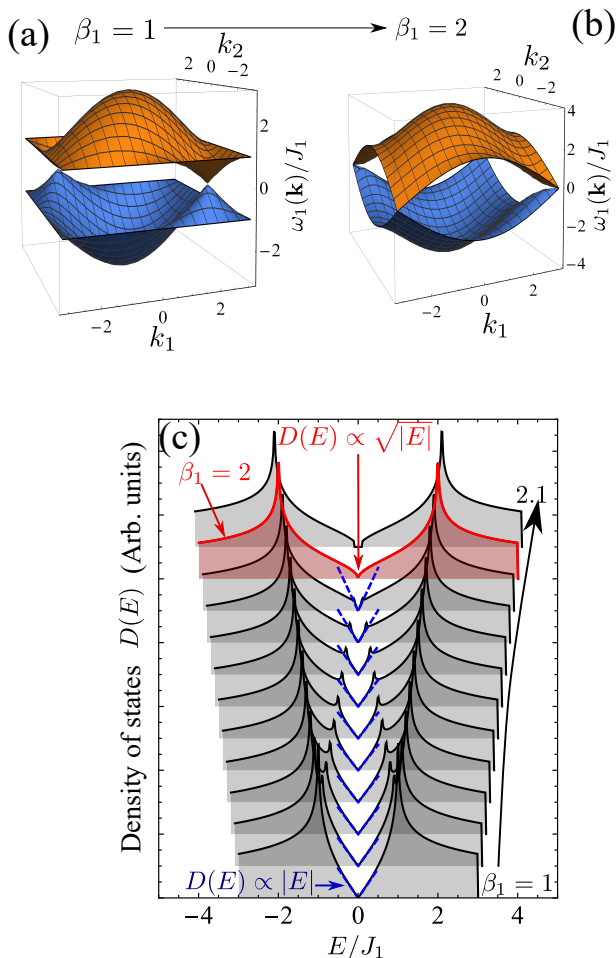 (a) β₁ = 1 → β₁ = 2 (b)
k₂
2 0 −2
2
0
−2
ω₁(k)/J₁
−2 0 2
k₁
k₂
2 0 −2
4
2
0
−2
−4
ω₁(k)/J₁
−2 0 2
k₁
(c) D(E) ∝ √|E|
β₁ = 2
2.1
Density of states D(E) (Arb. units)
D(E) ∝ |E|
β₁ = 1
−4 −2 0 2 4
E/J₁